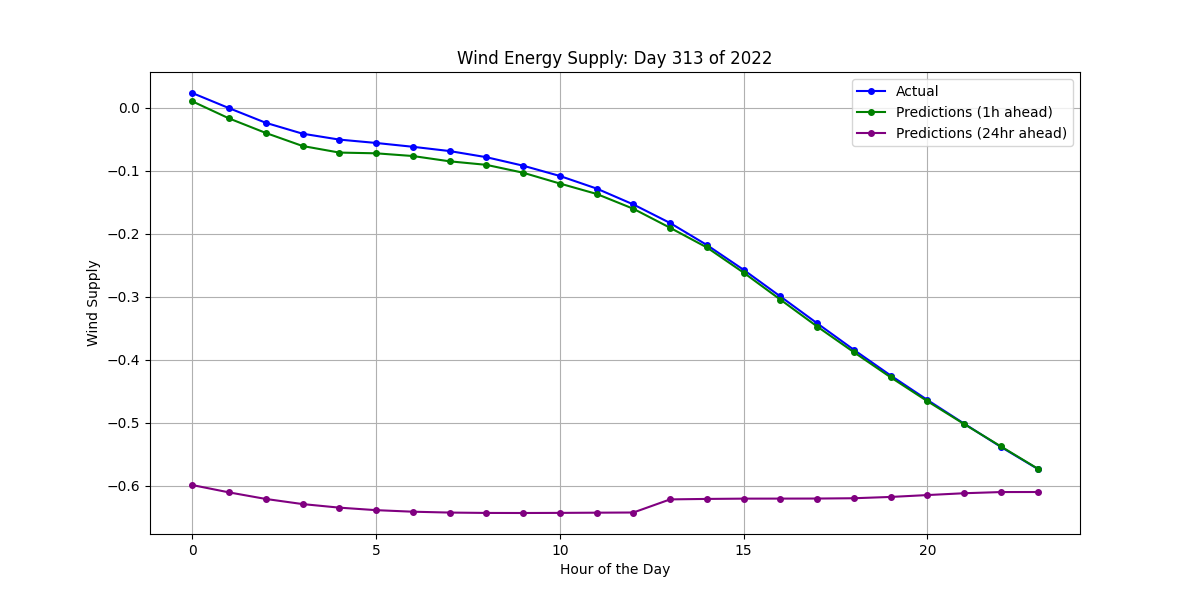 Wind Energy Supply: Day 313 of 2022
Actual
Predictions (1h ahead)
Predictions (24hr ahead)
Wind Supply
0.0
−0.1
−0.2
−0.3
−0.4
−0.5
−0.6
0 5 10 15 20
Hour of the Day